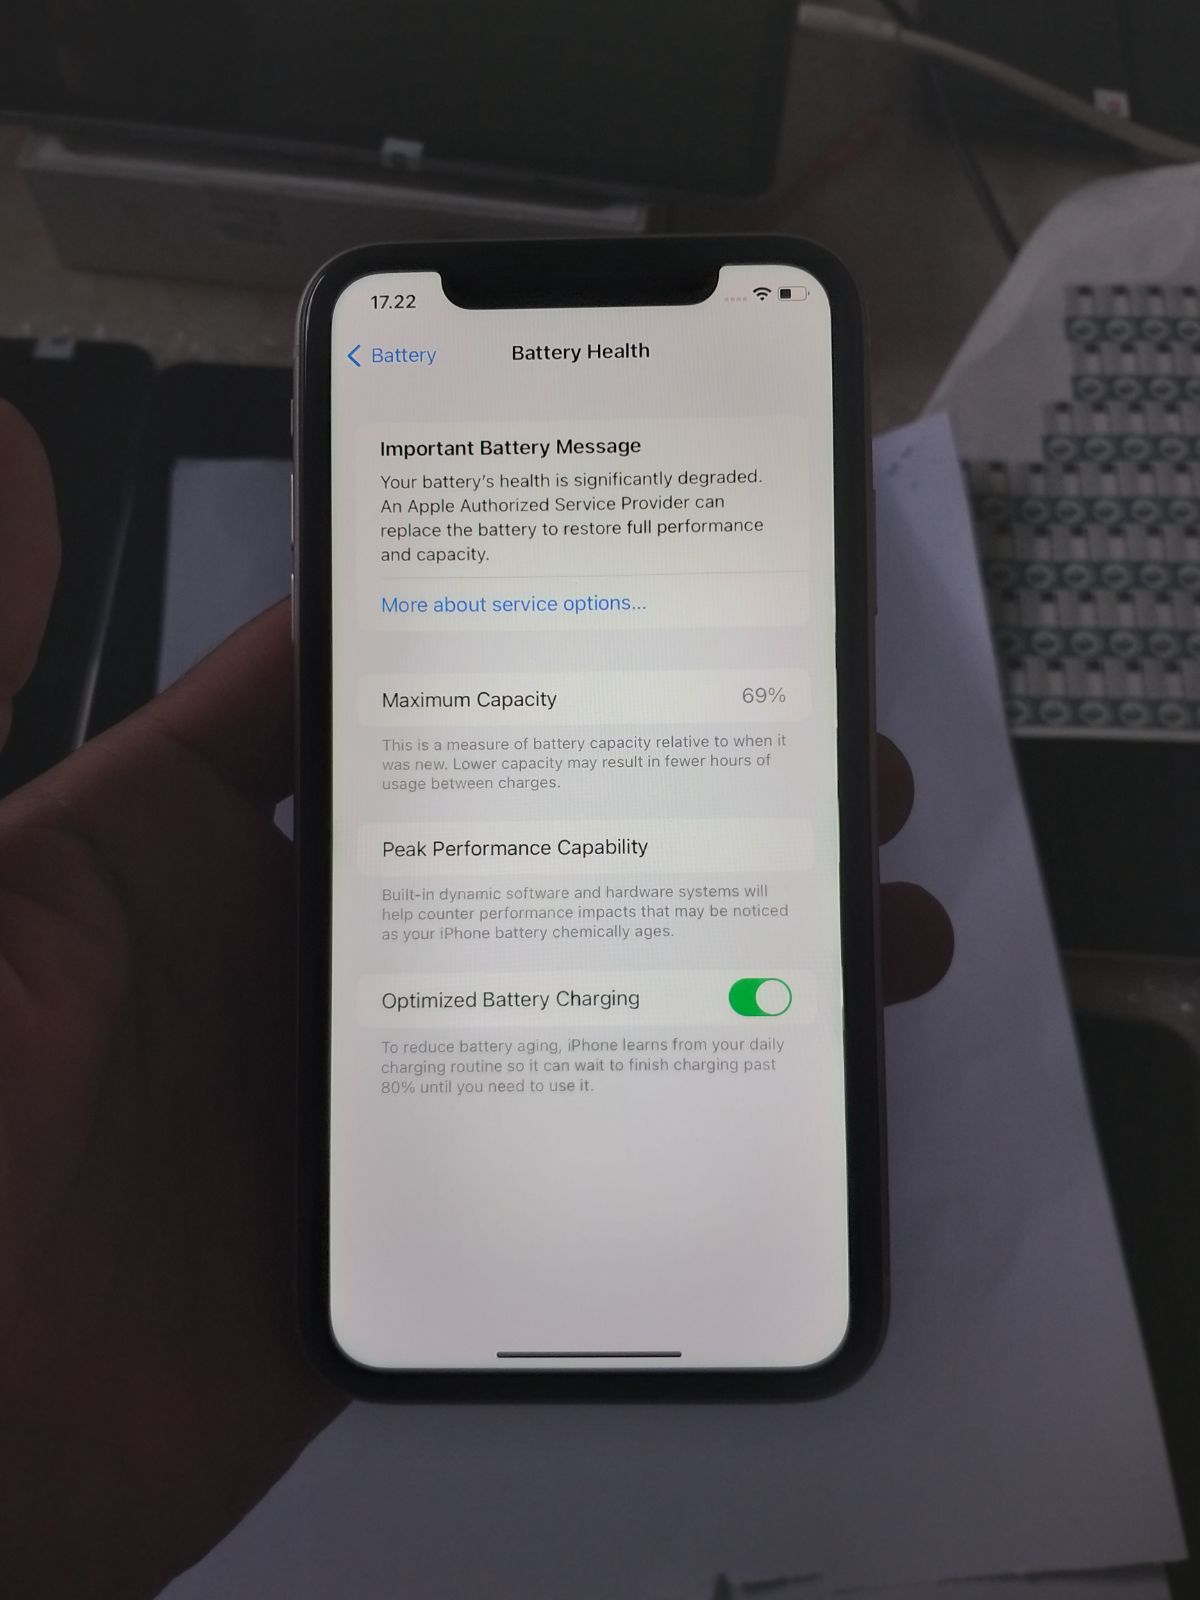 17.22
Battery
Battery Health
Important Battery Message
Your battery's health is significantly degraded.
An Apple Authorized Service Provider can
replace the battery to restore full performance
and capacity.
More about service options...
Maximum Capacity 69%
This is a measure of battery capacity relative to when it
was new. Lower capacity may result in fewer hours of
usage between charges.
Peak Performance Capability
Built-in dynamic software and hardware systems will
help counter performance impacts that may be noticed
as your iPhone battery chemically ages.
Optimized Battery Charging
To reduce battery aging, iPhone learns from your daily
charging routine so it can wait to finish charging past
80% until you need to use it.